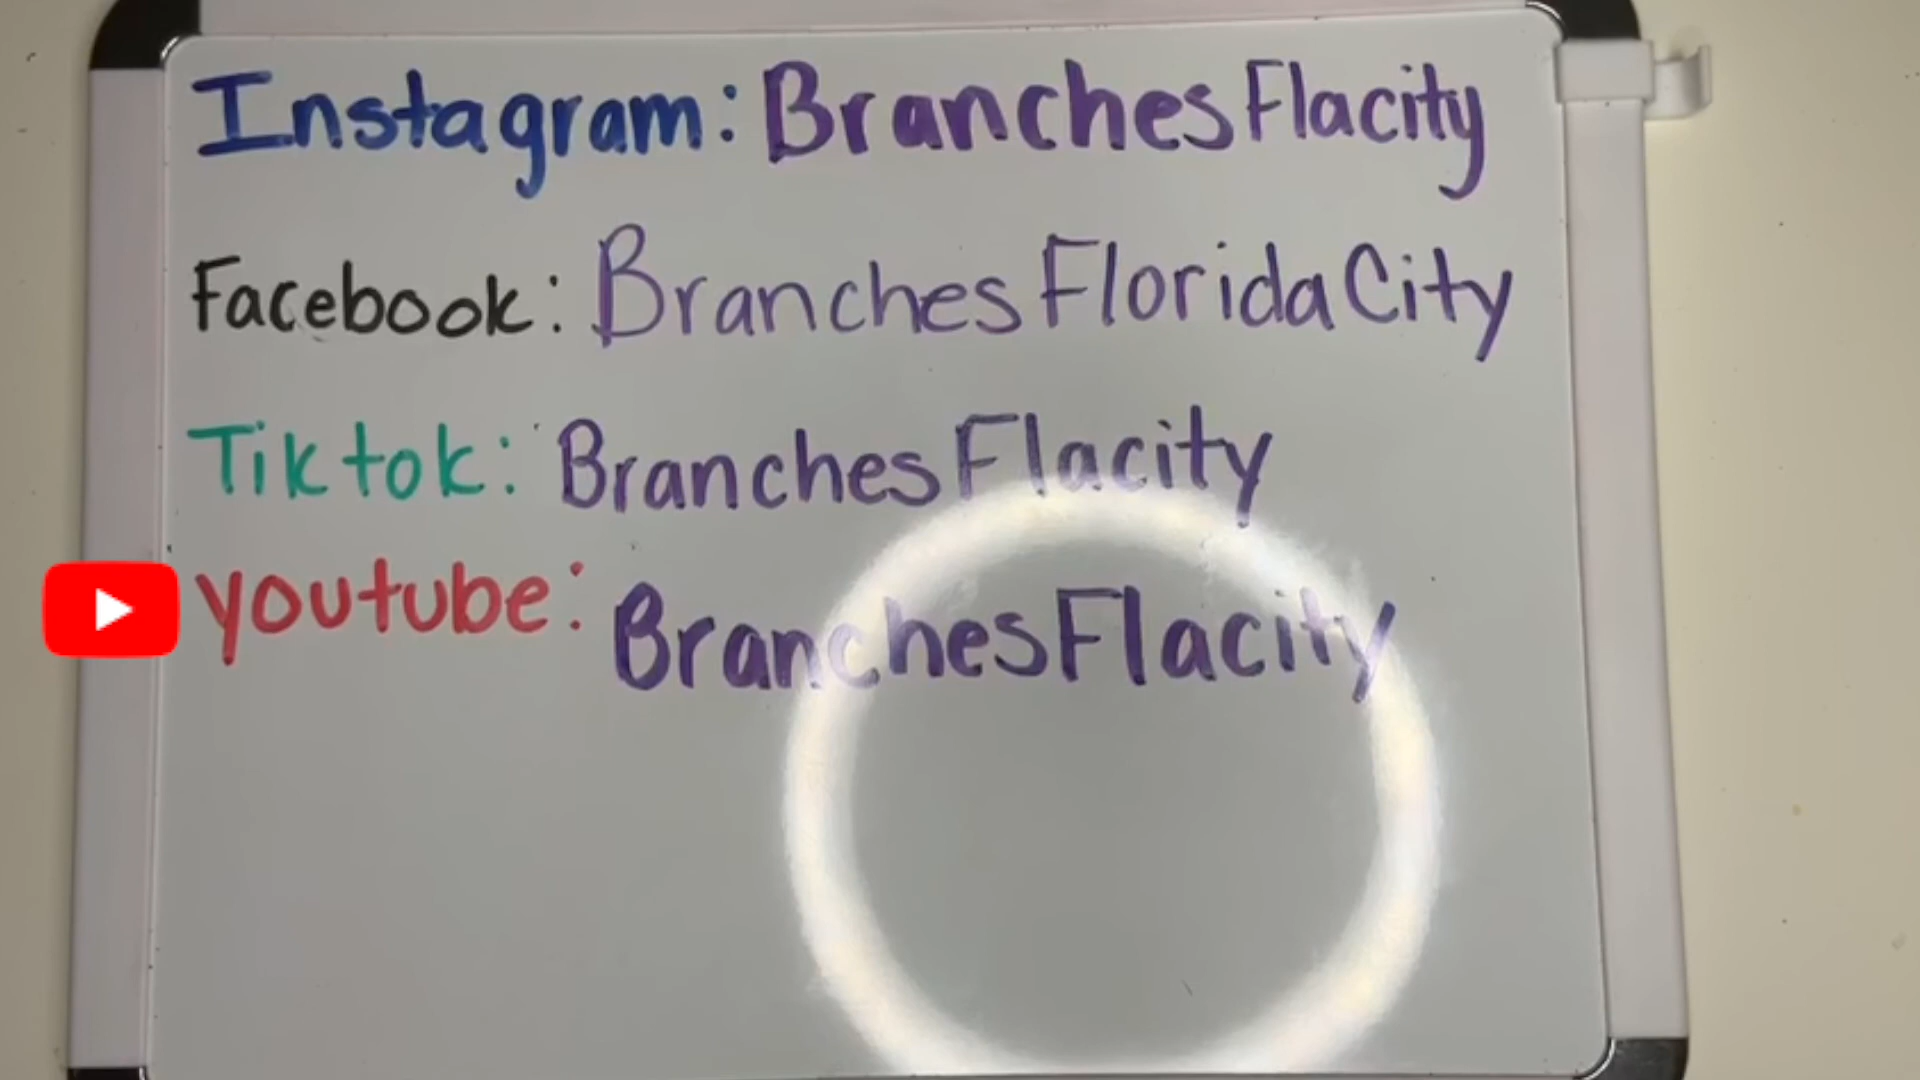 Instagram: BranchesFlacity
Facebook: BranchesFloridaCity
Tiktok: BranchesFlacity
youtube: BranchesFlacity